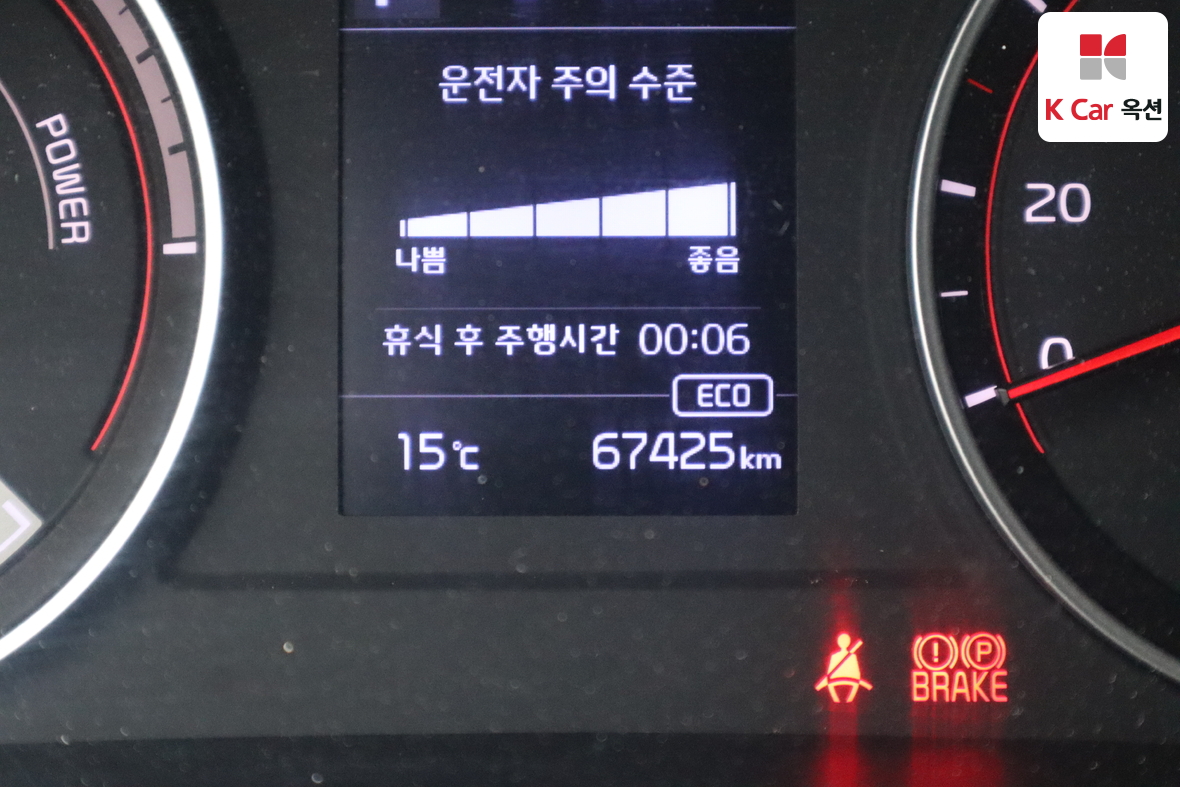 K Car 옥션
운전자 주의 수준
POWER
20
나쁨 좋음
휴식 후 주행시간 00:06
0
ECO
15℃ 67425km
(!) (P)
BRAKE